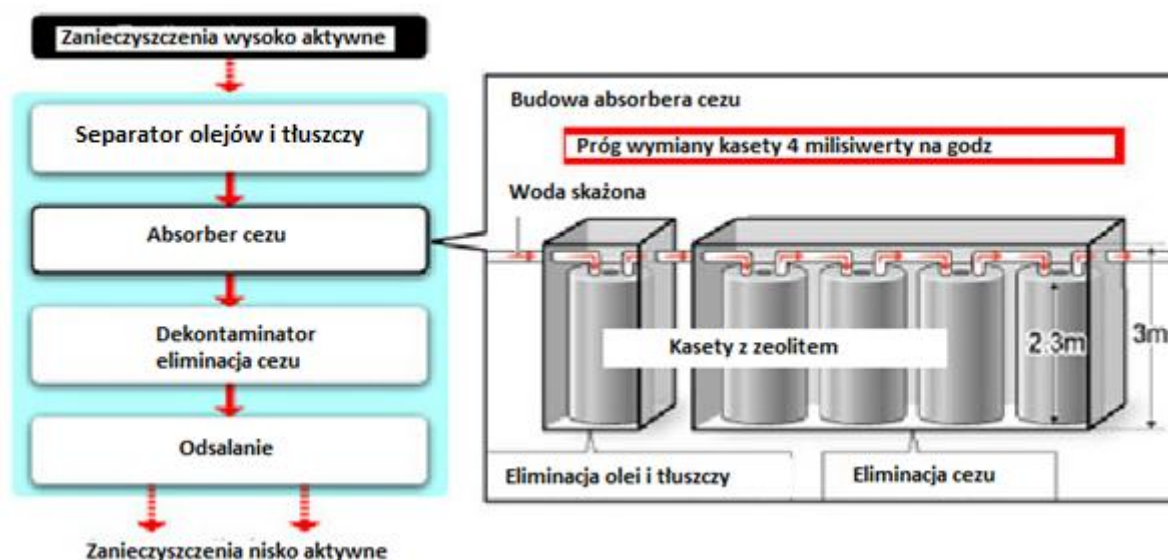 Zanieczyszczenia wysoko aktywne
Separator olejów i tłuszczy
Absorber cezu
Dekontaminator
eliminacja cezu
Odsalanie
Zanieczyszczenia nisko aktywne
Budowa absorbera cezu
Próg wymiany kasety 4 milisiwerty na godz
Woda skażona
Kasety z zeolitem
2.3m
3m
Eliminacja olei i tłuszczy
Eliminacja cezu